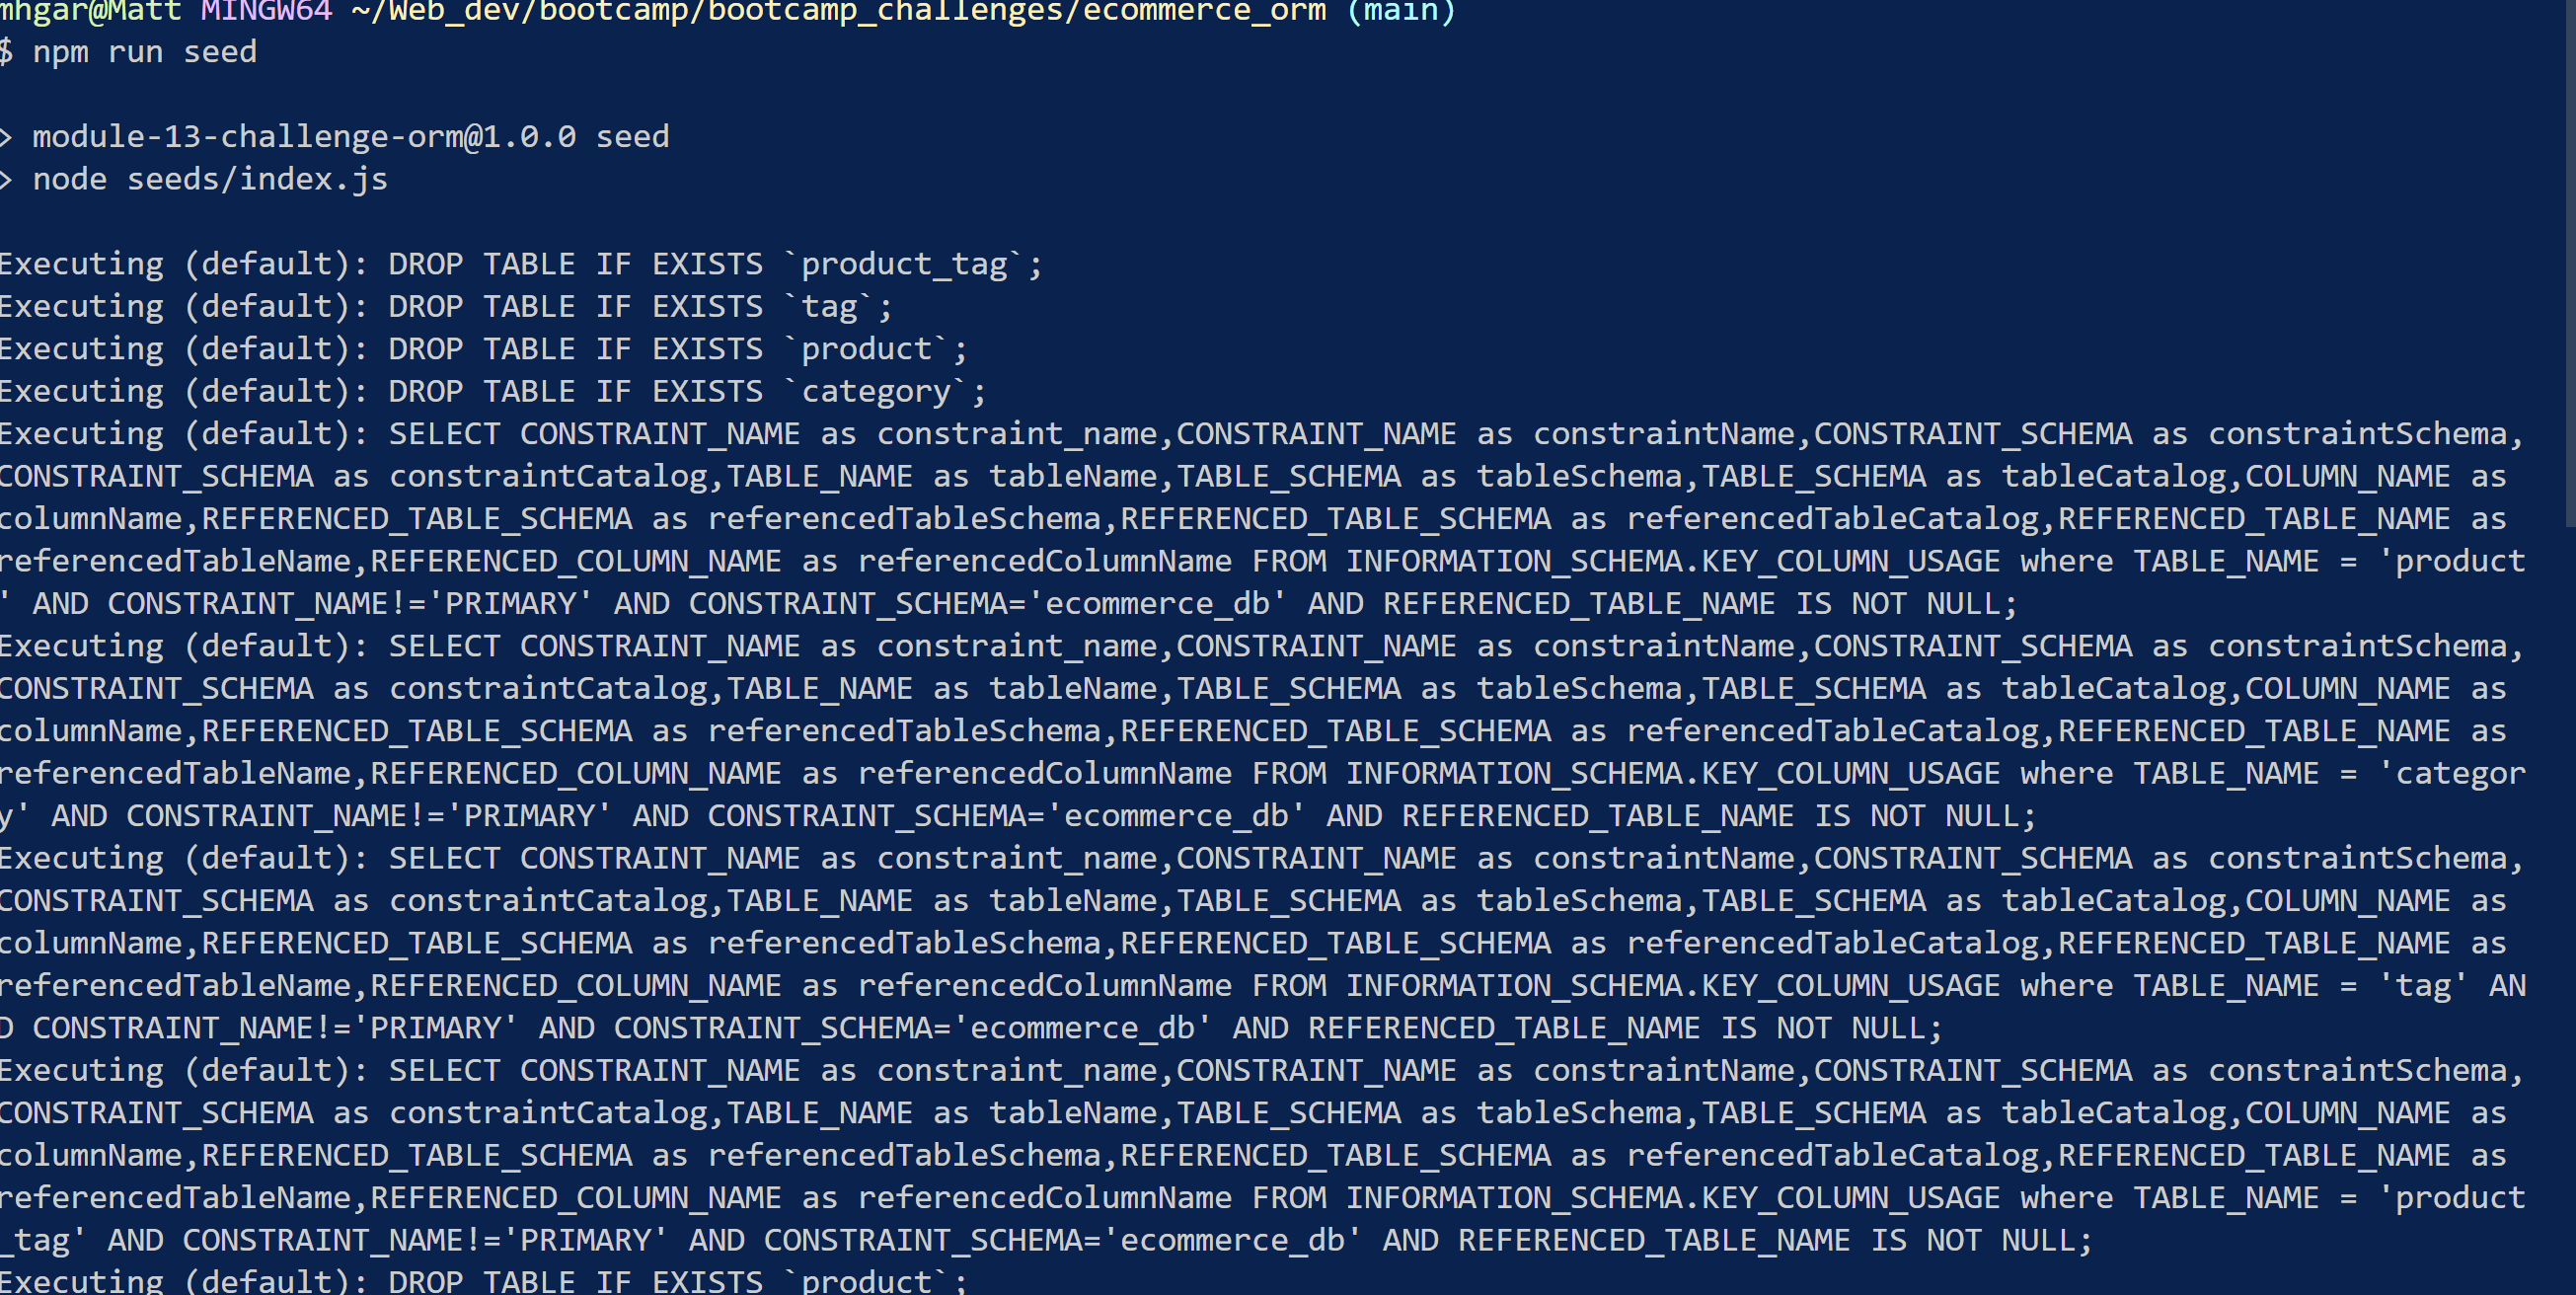 mhgar@Matt MINGW64 ~/Web_dev/bootcamp/bootcamp_challenges/ecommerce_orm (main)
$ npm run seed
> module-13-challenge-orm@1.0.0 seed
> node seeds/index.js
Executing (default): DROP TABLE IF EXISTS `product_tag`;
Executing (default): DROP TABLE IF EXISTS `tag`;
Executing (default): DROP TABLE IF EXISTS `product`;
Executing (default): DROP TABLE IF EXISTS `category`;
Executing (default): SELECT CONSTRAINT_NAME as constraint_name,CONSTRAINT_NAME as constraintName,CONSTRAINT_SCHEMA as constraintSchema,
CONSTRAINT_SCHEMA as constraintCatalog,TABLE_NAME as tableName,TABLE_SCHEMA as tableSchema,TABLE_SCHEMA as tableCatalog,COLUMN_NAME as
columnName,REFERENCED_TABLE_SCHEMA as referencedTableSchema,REFERENCED_TABLE_SCHEMA as referencedTableCatalog,REFERENCED_TABLE_NAME as
referencedTableName,REFERENCED_COLUMN_NAME as referencedColumnName FROM INFORMATION_SCHEMA.KEY_COLUMN_USAGE where TABLE_NAME = 'product
' AND CONSTRAINT_NAME!='PRIMARY' AND CONSTRAINT_SCHEMA='ecommerce_db' AND REFERENCED_TABLE_NAME IS NOT NULL;
Executing (default): SELECT CONSTRAINT_NAME as constraint_name,CONSTRAINT_NAME as constraintName,CONSTRAINT_SCHEMA as constraintSchema,
CONSTRAINT_SCHEMA as constraintCatalog,TABLE_NAME as tableName,TABLE_SCHEMA as tableSchema,TABLE_SCHEMA as tableCatalog,COLUMN_NAME as
columnName,REFERENCED_TABLE_SCHEMA as referencedTableSchema,REFERENCED_TABLE_SCHEMA as referencedTableCatalog,REFERENCED_TABLE_NAME as
referencedTableName,REFERENCED_COLUMN_NAME as referencedColumnName FROM INFORMATION_SCHEMA.KEY_COLUMN_USAGE where TABLE_NAME = 'categor
y' AND CONSTRAINT_NAME!='PRIMARY' AND CONSTRAINT_SCHEMA='ecommerce_db' AND REFERENCED_TABLE_NAME IS NOT NULL;
Executing (default): SELECT CONSTRAINT_NAME as constraint_name,CONSTRAINT_NAME as constraintName,CONSTRAINT_SCHEMA as constraintSchema,
CONSTRAINT_SCHEMA as constraintCatalog,TABLE_NAME as tableName,TABLE_SCHEMA as tableSchema,TABLE_SCHEMA as tableCatalog,COLUMN_NAME as
columnName,REFERENCED_TABLE_SCHEMA as referencedTableSchema,REFERENCED_TABLE_SCHEMA as referencedTableCatalog,REFERENCED_TABLE_NAME as
referencedTableName,REFERENCED_COLUMN_NAME as referencedColumnName FROM INFORMATION_SCHEMA.KEY_COLUMN_USAGE where TABLE_NAME = 'tag' AN
D CONSTRAINT_NAME!='PRIMARY' AND CONSTRAINT_SCHEMA='ecommerce_db' AND REFERENCED_TABLE_NAME IS NOT NULL;
Executing (default): SELECT CONSTRAINT_NAME as constraint_name,CONSTRAINT_NAME as constraintName,CONSTRAINT_SCHEMA as constraintSchema,
CONSTRAINT_SCHEMA as constraintCatalog,TABLE_NAME as tableName,TABLE_SCHEMA as tableSchema,TABLE_SCHEMA as tableCatalog,COLUMN_NAME as
columnName,REFERENCED_TABLE_SCHEMA as referencedTableSchema,REFERENCED_TABLE_SCHEMA as referencedTableCatalog,REFERENCED_TABLE_NAME as
referencedTableName,REFERENCED_COLUMN_NAME as referencedColumnName FROM INFORMATION_SCHEMA.KEY_COLUMN_USAGE where TABLE_NAME = 'product
_tag' AND CONSTRAINT_NAME!='PRIMARY' AND CONSTRAINT_SCHEMA='ecommerce_db' AND REFERENCED_TABLE_NAME IS NOT NULL;
Executing (default): DROP TABLE IF EXISTS `product`;